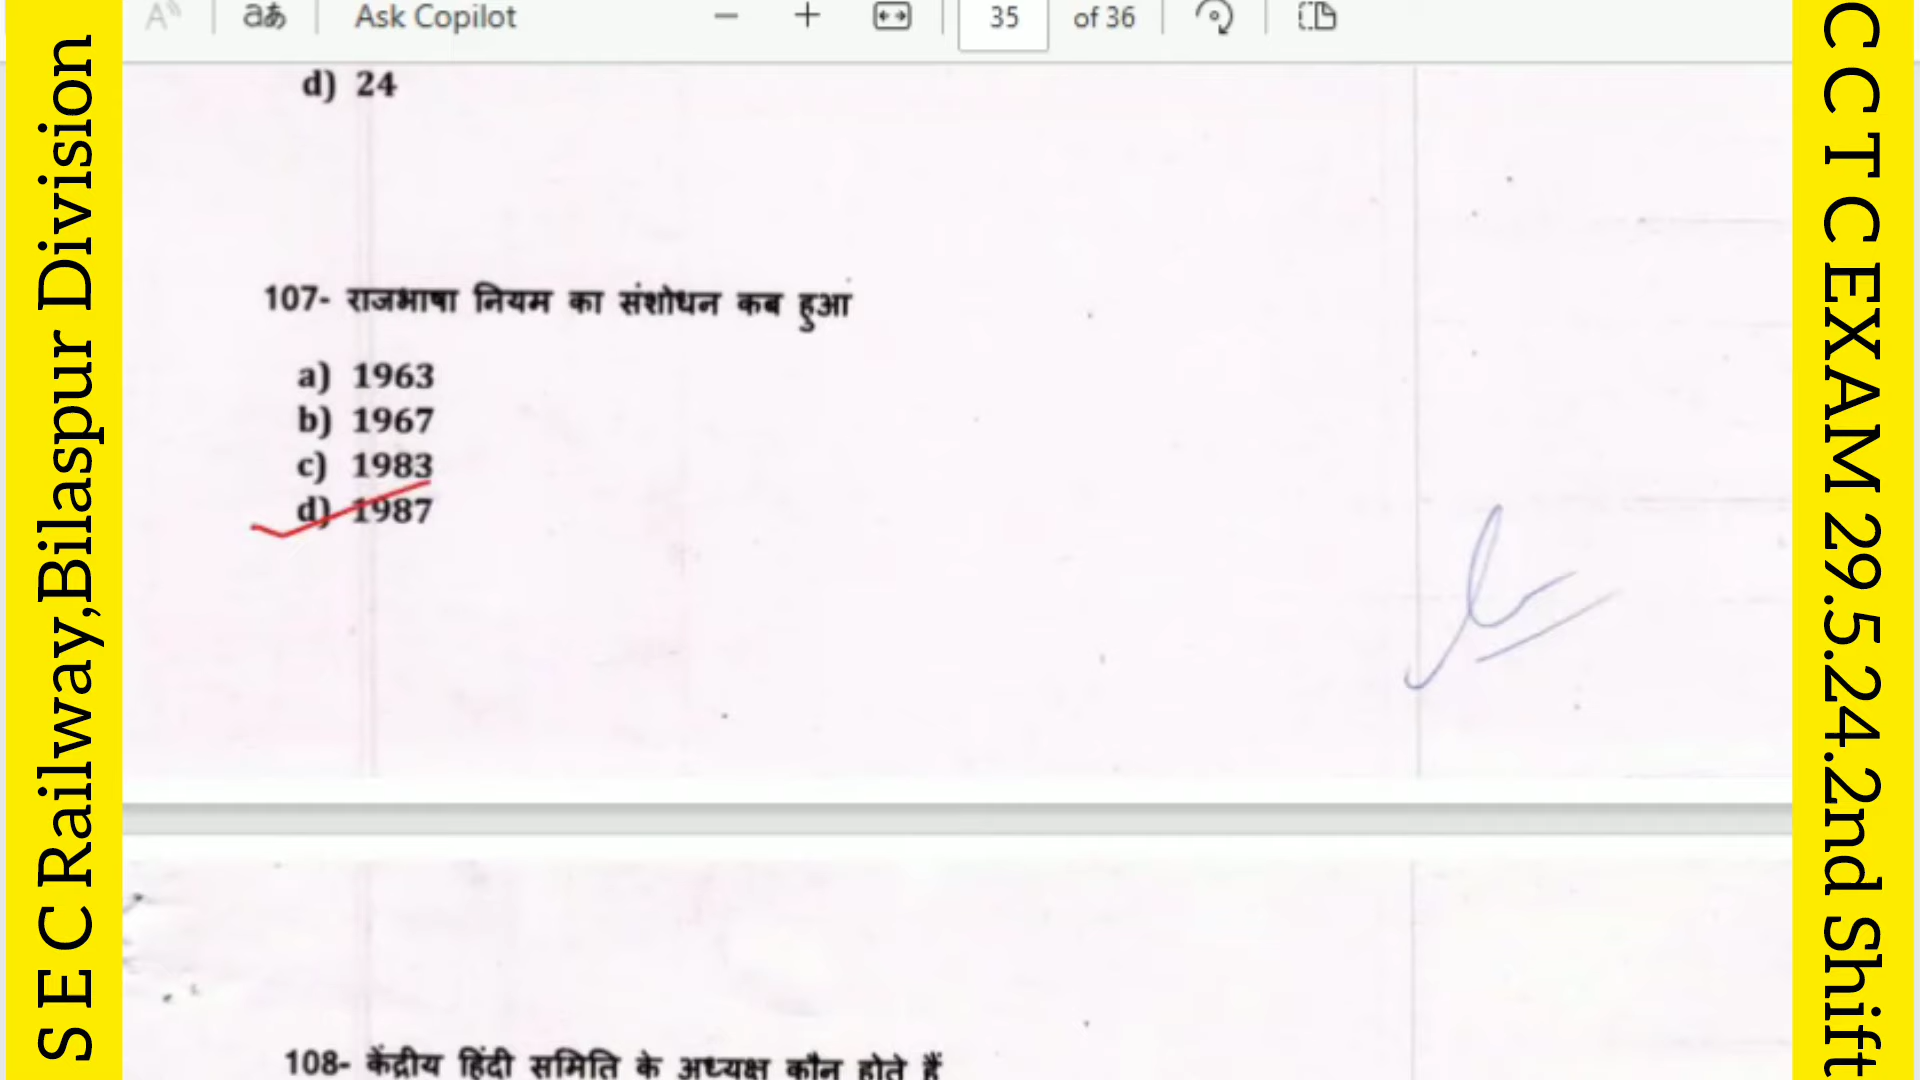 Ask Copilot
35 of 36
d) 24
107- राजभाषा नियम का संशोधन कब हुआ
a) 1963
b) 1967
c) 1983
d) 1987
108- केंद्रीय हिंदी समिति के अध्यक्ष कौन होते हैं
S E C Railway,Bilaspur Division
C C T C EXAM 29.5.24.2nd Shift